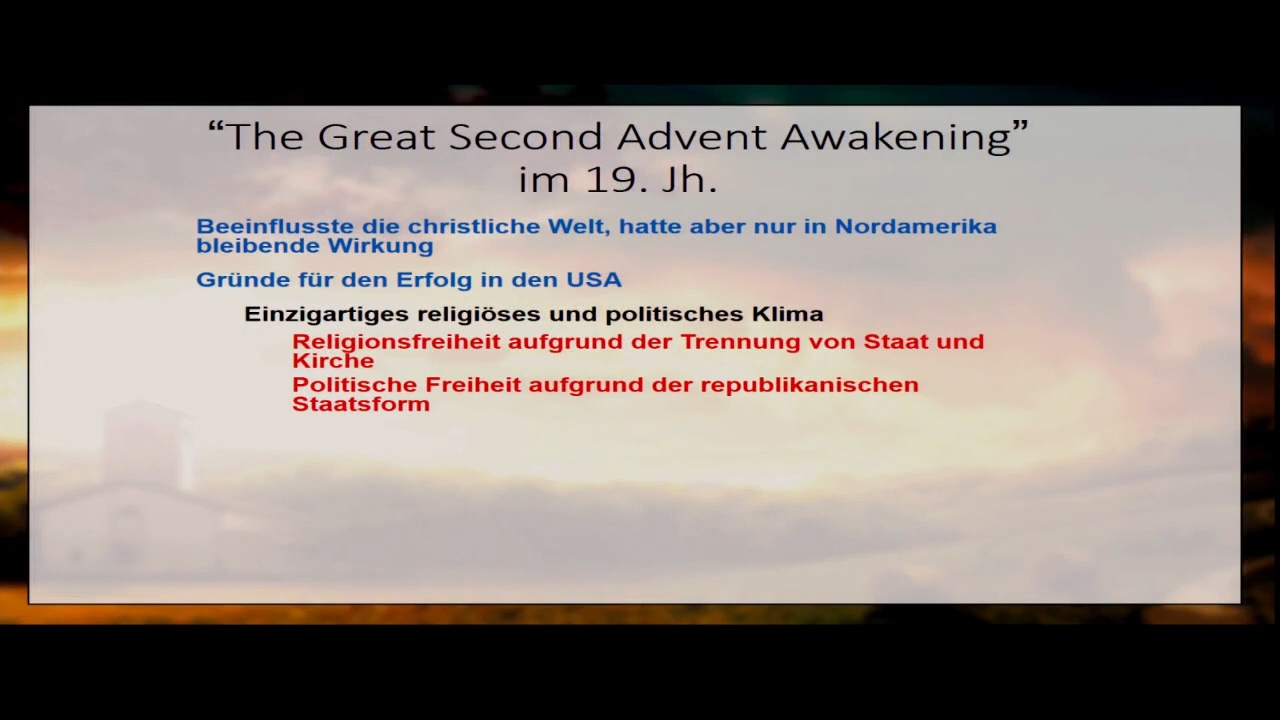 “The Great Second Advent Awakening”
im 19. Jh.
Beeinflusste die christliche Welt, hatte aber nur in Nordamerika
bleibende Wirkung
Gründe für den Erfolg in den USA
Einzigartiges religiöses und politisches Klima
Religionsfreiheit aufgrund der Trennung von Staat und
Kirche
Politische Freiheit aufgrund der republikanischen
Staatsform